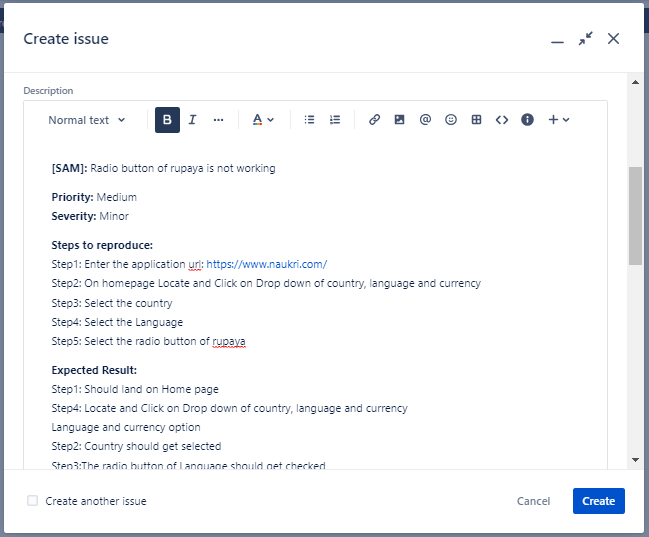 Create issue
Description
Normal text
B I ... A
[SAM]: Radio button of rupaya is not working
Priority: Medium
Severity: Minor
Steps to reproduce:
Step1: Enter the application url: https://www.naukri.com/
Step2: On homepage Locate and Click on Drop down of country, language and currency
Step3: Select the country
Step4: Select the Language
Step5: Select the radio button of rupaya
Expected Result:
Step1: Should land on Home page
Step4: Locate and Click on Drop down of country, language and currency
Language and currency option
Step2: Country should get selected
Step3:The radio button of Language should get checked
Create another issue
Cancel
Create